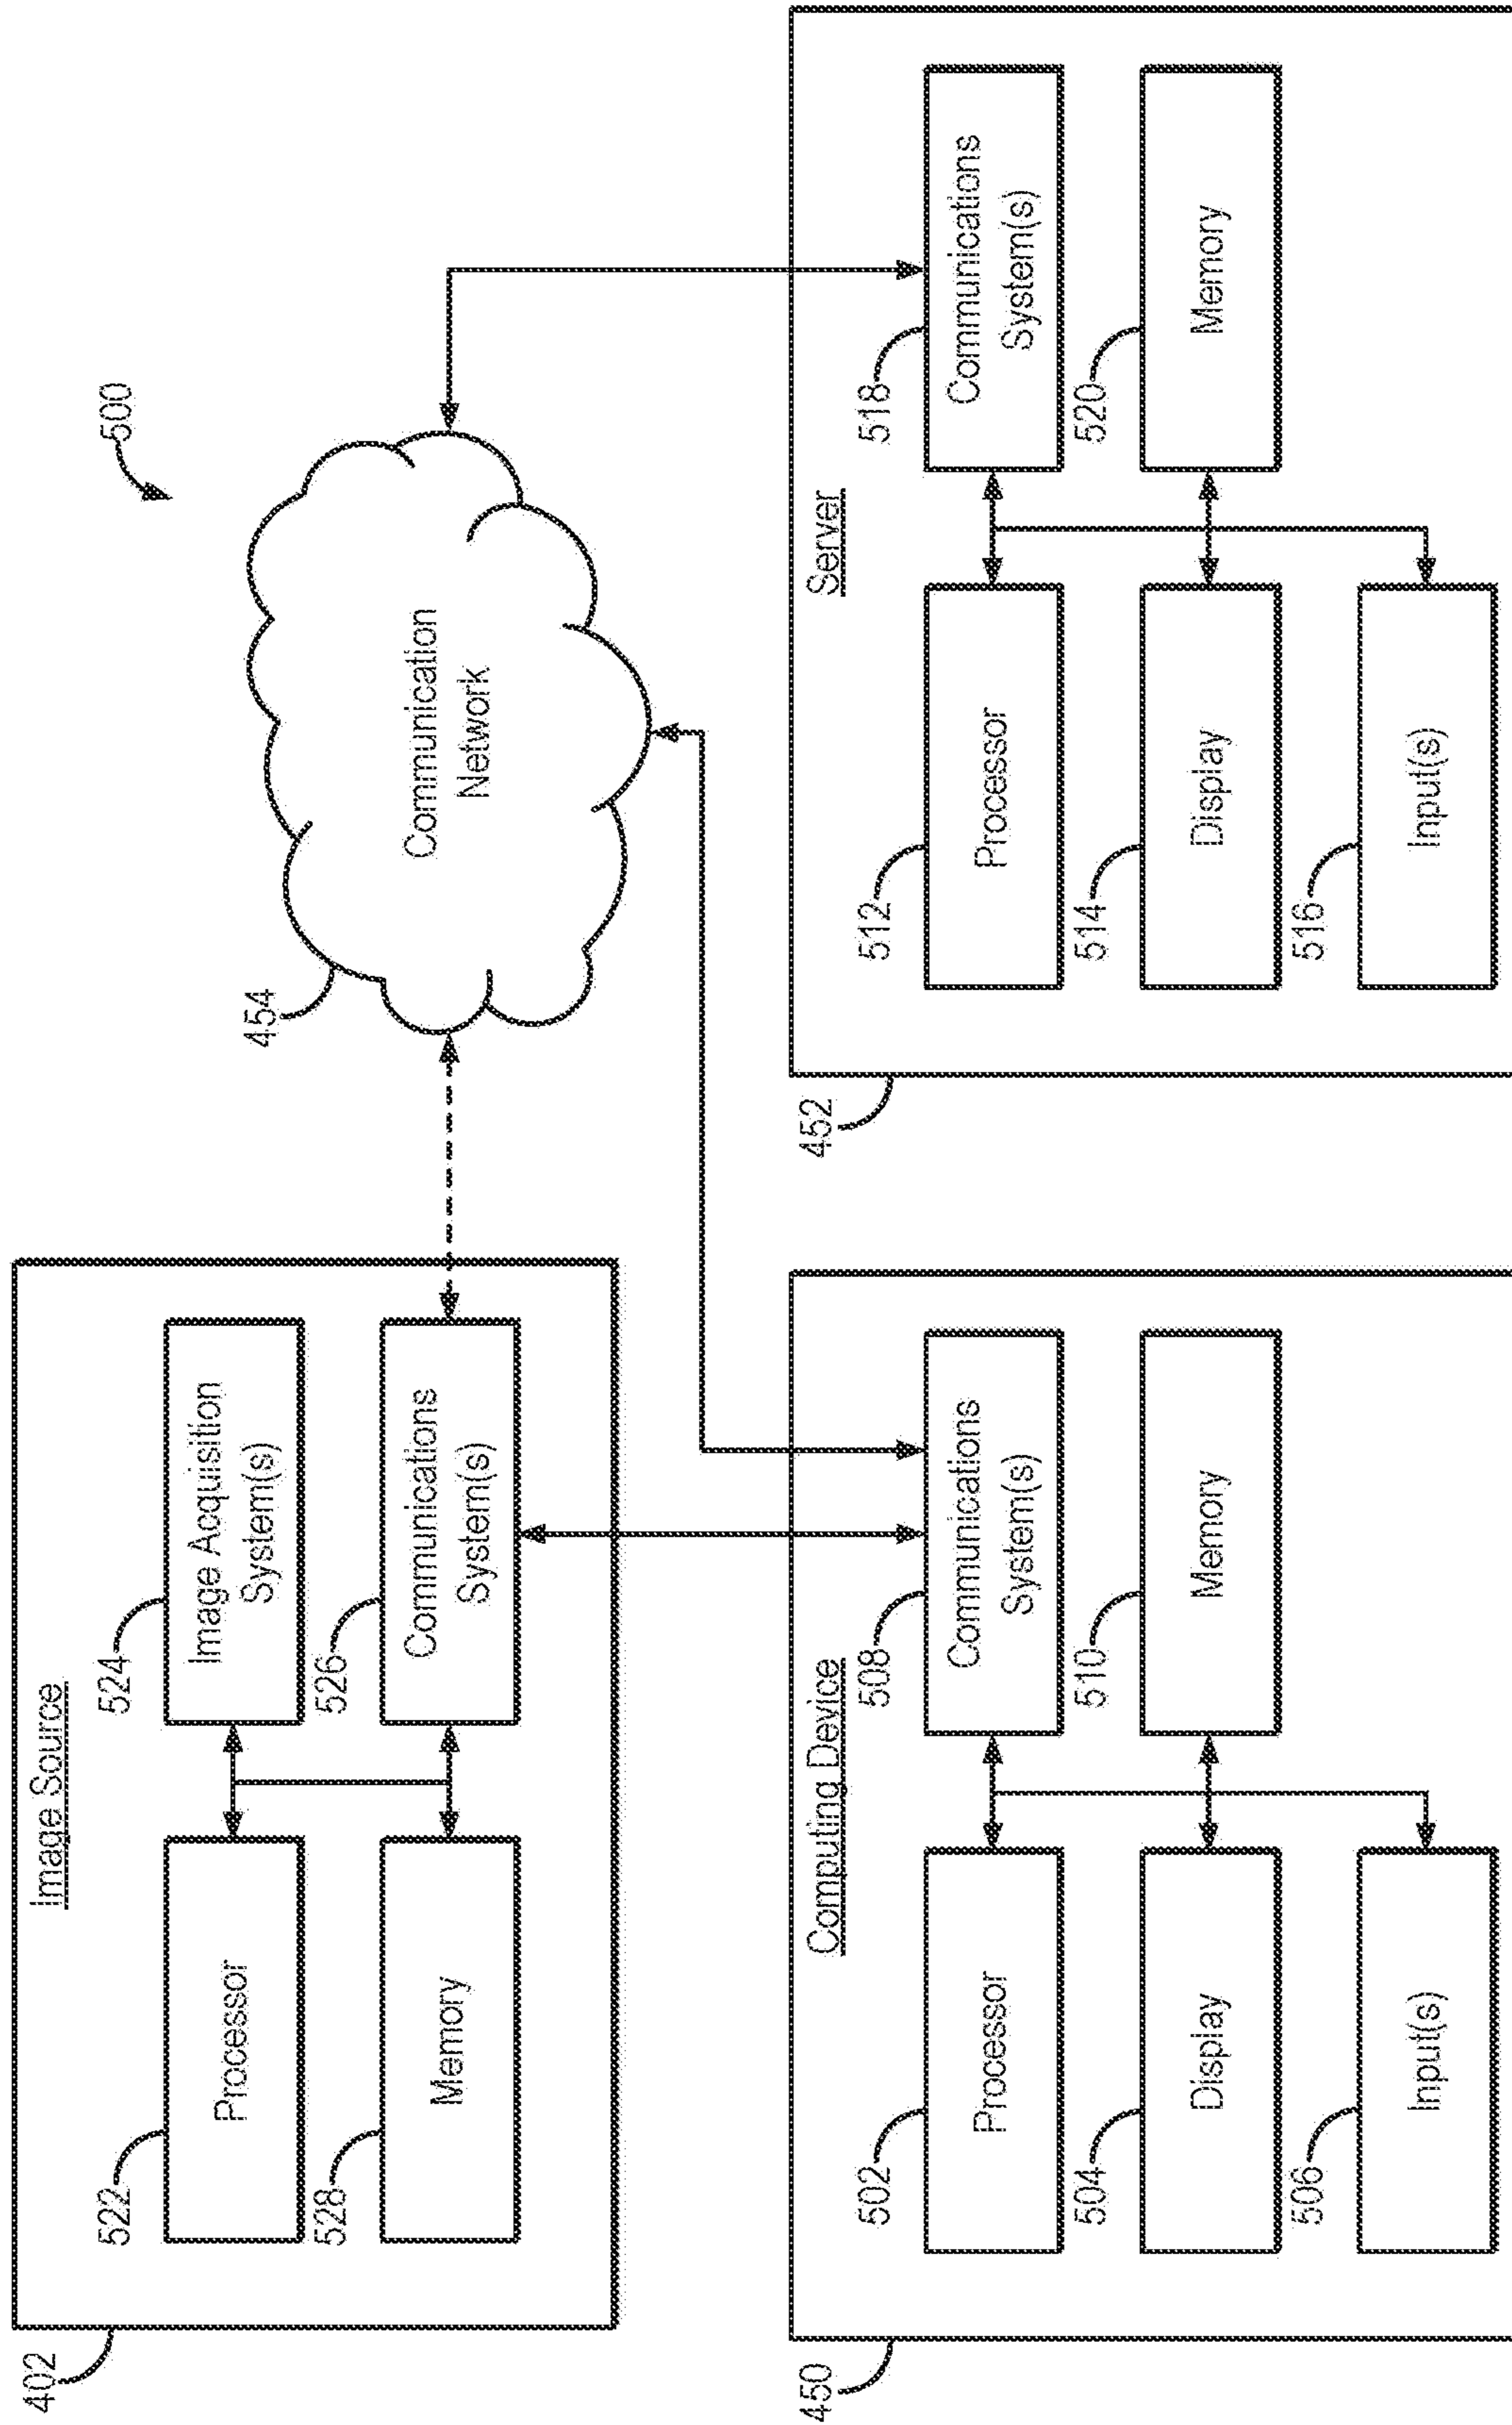 500
Image Source
402
522
Processor
524
Image Acquisition
System(s)
528
Memory
526
Communications
System(s)
454
Communication
Network
Computing Device
450
502
Processor
508
Communications
System(s)
504
Display
510
Memory
506
Input(s)
Server
452
512
Processor
518
Communications
System(s)
514
Display
520
Memory
516
Input(s)